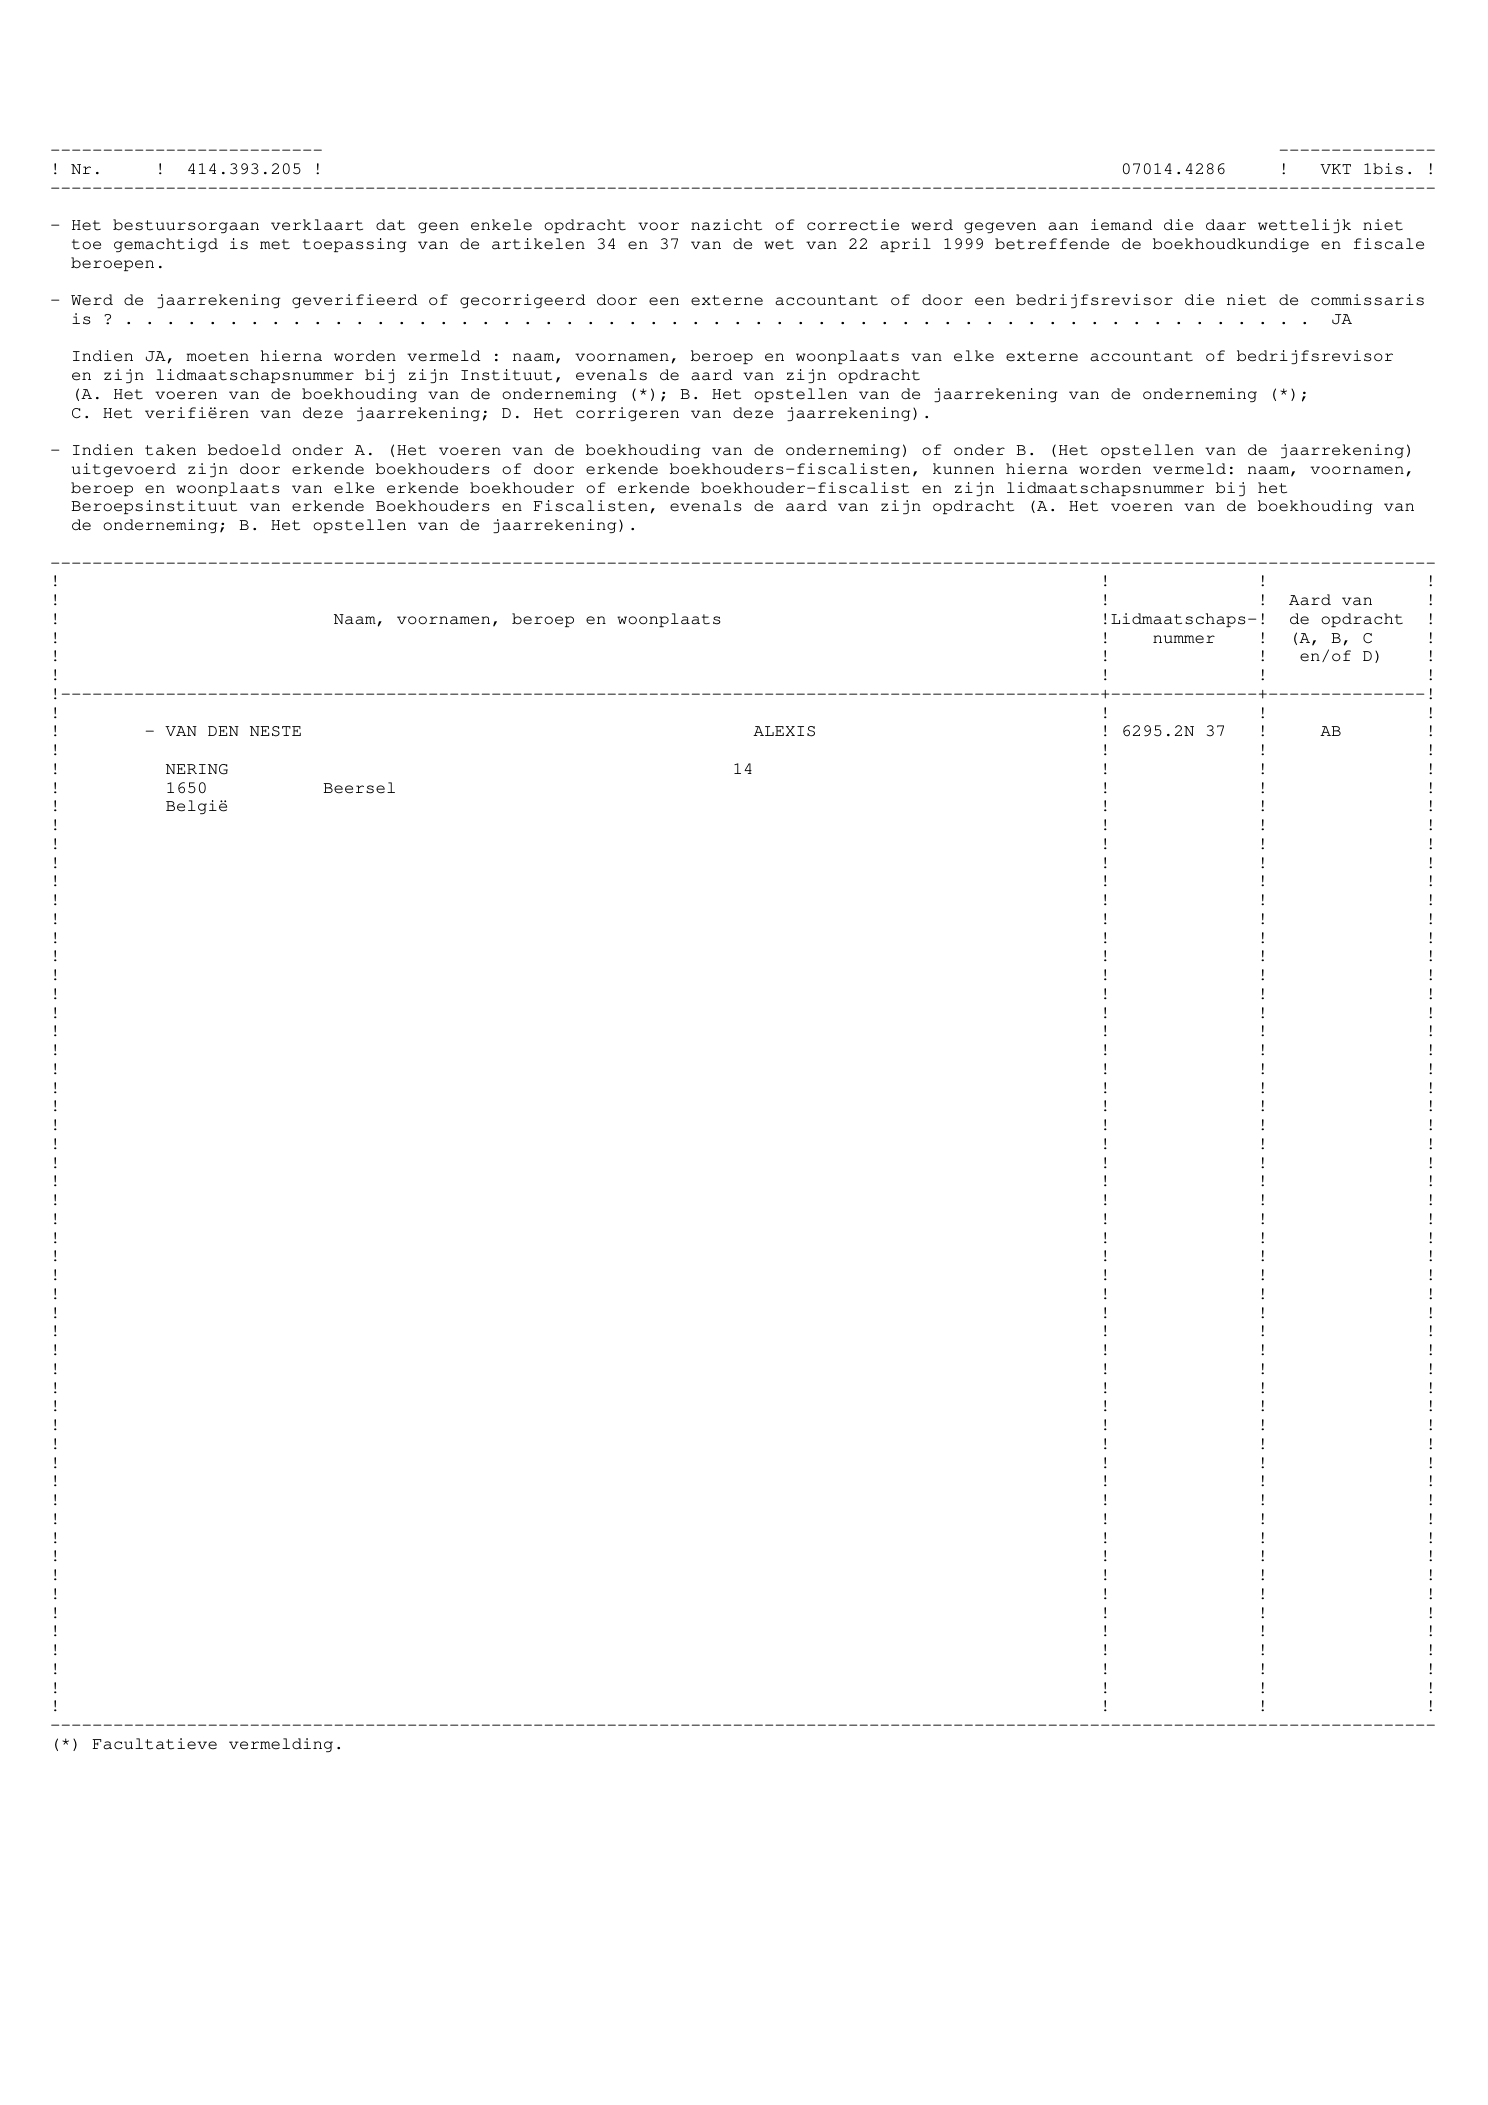 ! Nr. ! 414.393.205 ! 07014.4286 ! VKT 1bis. !
- Het bestuursorgaan verklaart dat geen enkele opdracht voor nazicht of correctie werd gegeven aan iemand die daar wettelijk niet
toe gemachtigd is met toepassing van de artikelen 34 en 37 van de wet van 22 april 1999 betreffende de boekhoudkundige en fiscale
beroepen.
- Werd de jaarrekening geverifieerd of gecorrigeerd door een externe accountant of door een bedrijfsrevisor die niet de commissaris
is ? . . . . . . . . . . . . . . . . . . . . . . . . . . . . . . . . . . . . . . . . . . . . . . . . . . . . . . . . . JA
Indien JA, moeten hierna worden vermeld : naam, voornamen, beroep en woonplaats van elke externe accountant of bedrijfsrevisor
en zijn lidmaatschapsnummer bij zijn Instituut, evenals de aard van zijn opdracht
(A. Het voeren van de boekhouding van de onderneming (*); B. Het opstellen van de jaarrekening van de onderneming (*);
C. Het verifiëren van deze jaarrekening; D. Het corrigeren van deze jaarrekening).
- Indien taken bedoeld onder A. (Het voeren van de boekhouding van de onderneming) of onder B. (Het opstellen van de jaarrekening)
uitgevoerd zijn door erkende boekhouders of door erkende boekhouders-fiscalisten, kunnen hierna worden vermeld: naam, voornamen,
beroep en woonplaats van elke erkende boekhouder of erkende boekhouder-fiscalist en zijn lidmaatschapsnummer bij het
Beroepsinstituut van erkende Boekhouders en Fiscalisten, evenals de aard van zijn opdracht (A. Het voeren van de boekhouding van
de onderneming; B. Het opstellen van de jaarrekening).
Aard van
Naam, voornamen, beroep en woonplaats !Lidmaatschaps-! de opdracht
nummer ! (A, B, C
en/of D)
- VAN DEN NESTE ALEXIS ! 6295.2N 37 ! AB
NERING 14
1650 Beersel
België
(*) Facultatieve vermelding.